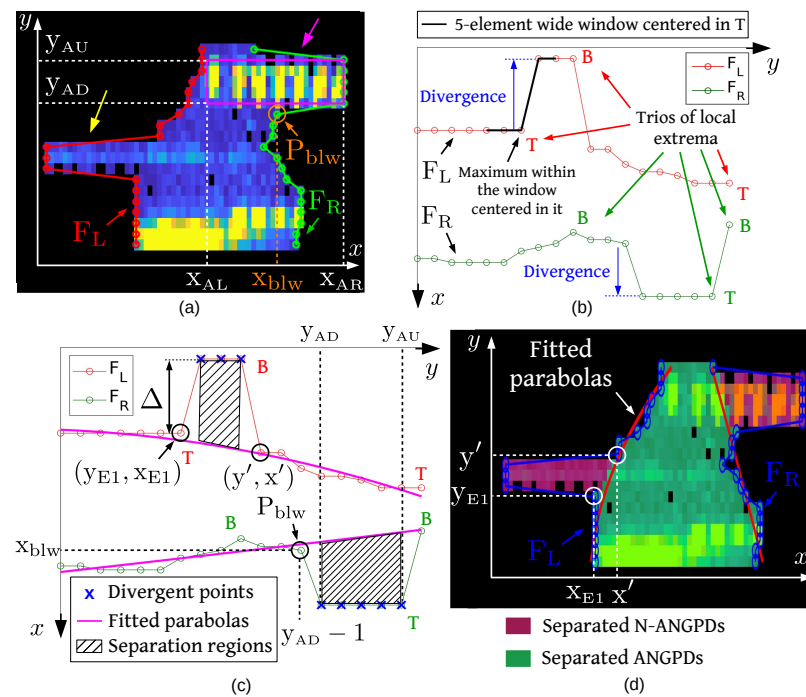 y
y_AU
y_AD
P_blw
F_L
F_R
x
x_AL
x_blw
x_AR
(a)
5-element wide window centered in T
y
B
F_L
F_R
Divergence
Trios of local
extrema
T
F_L
Maximum within
the window
centered in it
T
F_R
B
B
Divergence
T
x
(b)
y_AD
y_AU
y
F_L
F_R
B
Δ
T
(y_E1, x_E1)
(y', x')
T
P_blw
B
B
x_blw
x Divergent points
Fitted parabolas
Separation regions
T
x
y_AD − 1
(c)
y
Fitted
parabolas
y'
y_E1
F_R
F_L
x
x_E1
x'
Separated N-ANGPDs
Separated ANGPDs
(d)